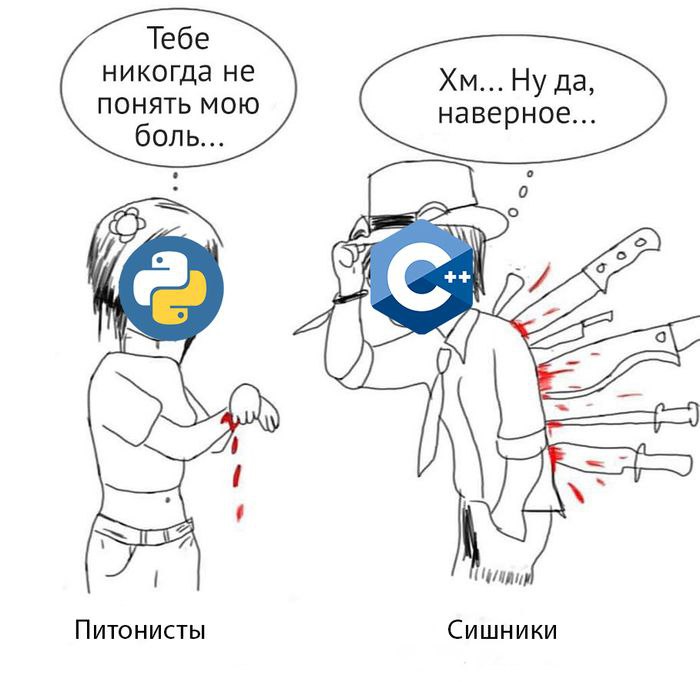 Тебе
никогда не
понять мою
боль...
Хм... Ну да,
наверное...
C++
Питонисты
Сишники